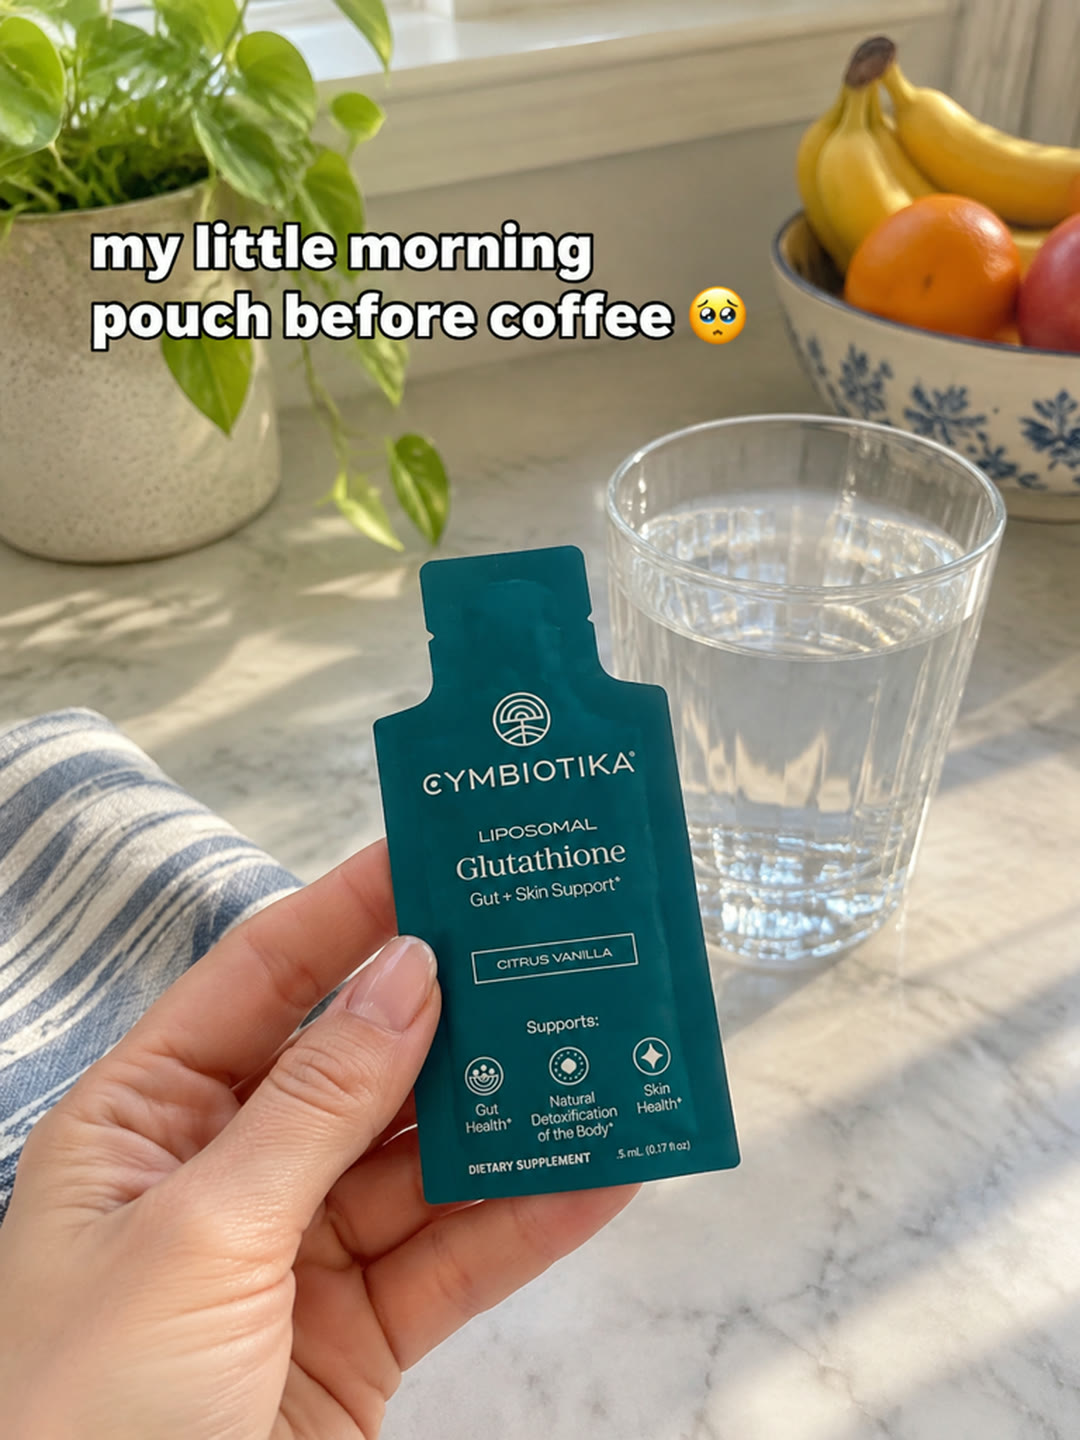 my little morning
pouch before coffee 🥺
CYMBIOTIKA®
LIPOSOMAL
Glutathione
Gut + Skin Support*
CITRUS VANILLA
Supports:
Gut
Health*
Natural
Detoxification
of the Body*
Skin
Health*
DIETARY SUPPLEMENT
.5 mL (0.17 fl oz)